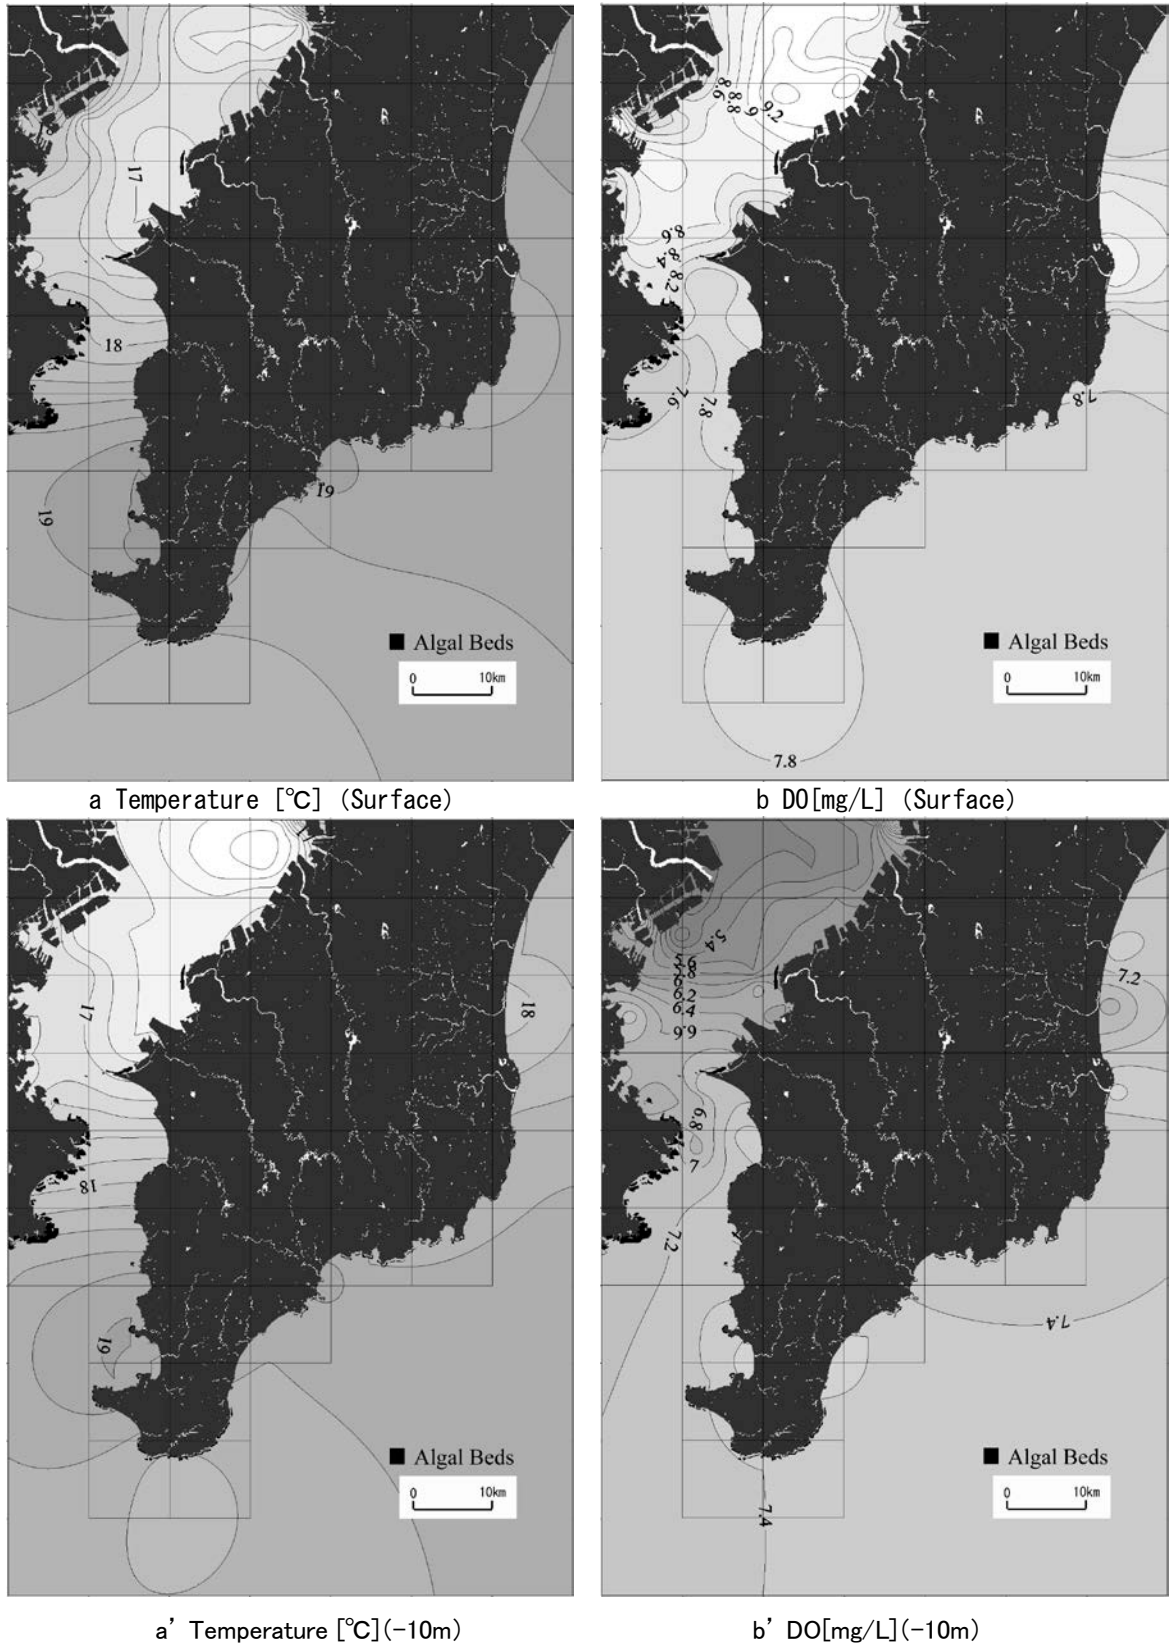 17
18
19
19
Algal Beds
0 10km
a Temperature [℃] (Surface)
8.6
8.8
9
9.2
8.6
8.4
8.2
7.6
7.8
7.8
7.8
Algal Beds
0 10km
b DO[mg/L] (Surface)
17
18
18
19
Algal Beds
0 10km
a’ Temperature [℃](-10m)
5.4
5.6
5.8
6
6.2
6.4
6.6
7.2
6.8
7
7.2
7.4
7.4
Algal Beds
0 10km
b’ DO[mg/L](-10m)